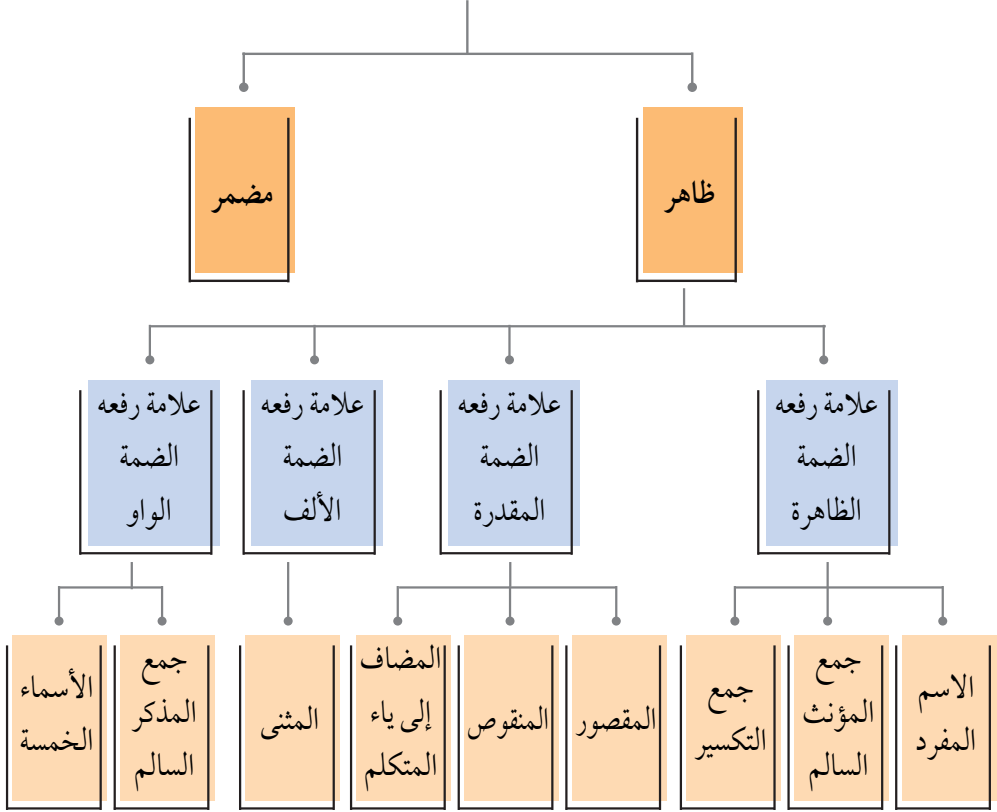 ظاهر
مضمر
علامة رفعه
الضمة
الظاهرة
علامة رفعه
الضمة
المقدرة
علامة رفعه
الضمة
الألف
علامة رفعه
الضمة
الواو
الاسم
المفرد
جمع
المؤنث
السالم
جمع
التكسير
المقصور
المنقوص
المضاف
إلى ياء
المتكلم
المثنى
جمع
المذكر
السالم
الأسماء
الخمسة